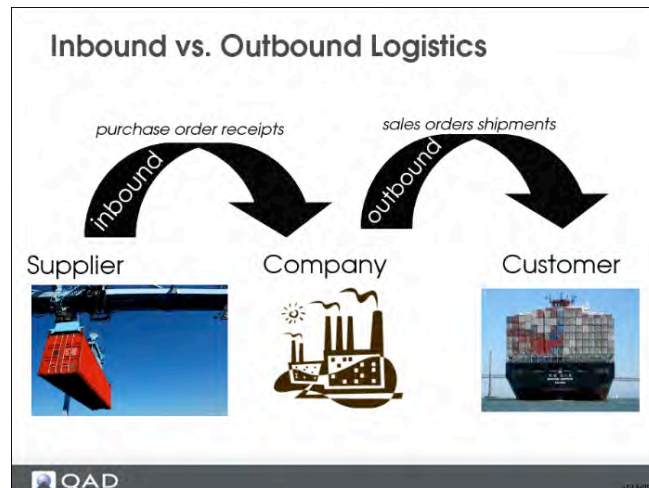 Inbound vs. Outbound Logistics
purchase order receipts
sales orders shipments
inbound
outbound
Supplier
Company
Customer
QAD